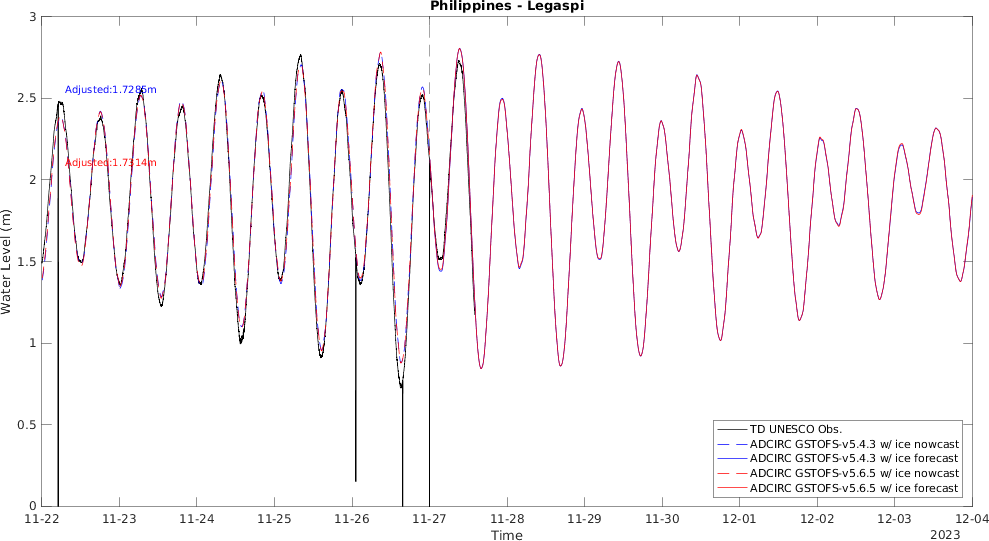 Philippines - Legaspi
Water Level (m)
3
2.5
2
1.5
1
0.5
0
Adjusted:1.7285m
Adjusted:1.7314m
TD UNESCO Obs.
ADCIRC GSTOFS-v5.4.3 w/ ice nowcast
ADCIRC GSTOFS-v5.4.3 w/ ice forecast
ADCIRC GSTOFS-v5.6.5 w/ ice nowcast
ADCIRC GSTOFS-v5.6.5 w/ ice forecast
11-22 11-23 11-24 11-25 11-26 11-27 11-28 11-29 11-30 12-01 12-02 12-03 12-04
Time
2023